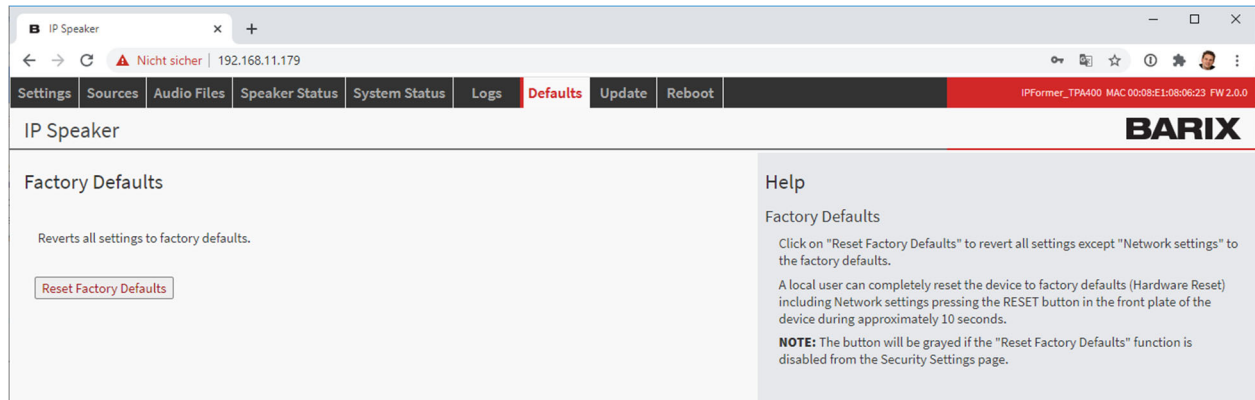 B IP Speaker
Nicht sicher | 192.168.11.179
Settings Sources Audio Files Speaker Status System Status Logs Defaults Update Reboot
IPFormer_TPA400 MAC 00:08:E1:08:06:23 FW 2.0.0
IP Speaker
BARIX
Factory Defaults
Reverts all settings to factory defaults.
Reset Factory Defaults
Help
Factory Defaults
Click on "Reset Factory Defaults" to revert all settings except "Network settings" to
the factory defaults.
A local user can completely reset the device to factory defaults (Hardware Reset)
including Network settings pressing the RESET button in the front plate of the
device during approximately 10 seconds.
NOTE: The button will be grayed if the "Reset Factory Defaults" function is
disabled from the Security Settings page.